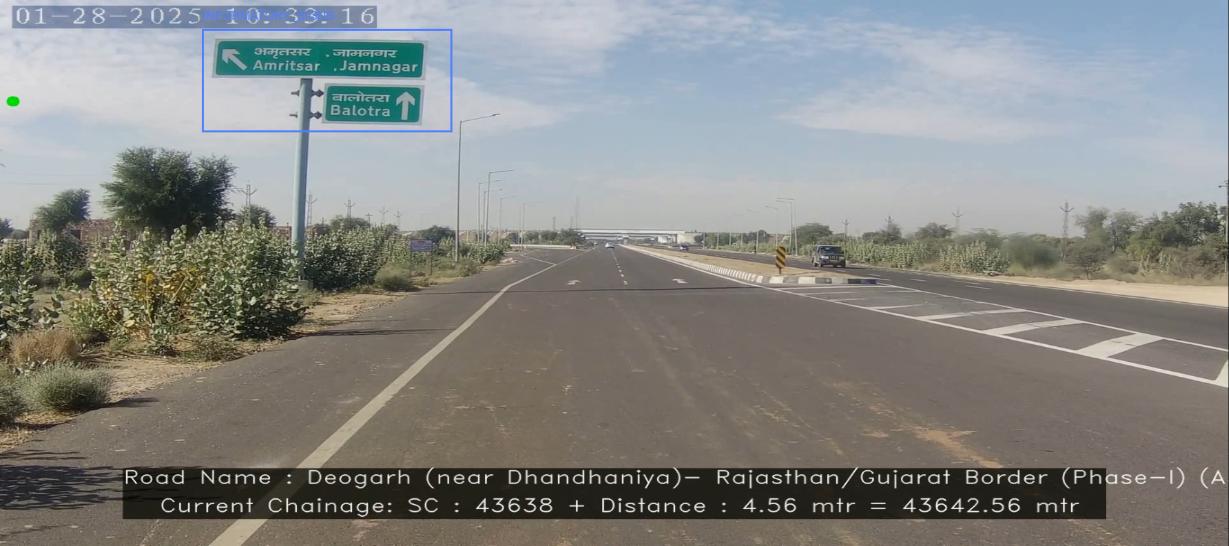 01-28-2025 10:33:16
अमृतसर . जामनगर
Amritsar . Jamnagar
बालोतरा
Balotra
Road Name : Deogarh (near Dhandhaniya)- Rajasthan/Gujarat Border (Phase-I) (A
Current Chainage: SC : 43638 + Distance : 4.56 mtr = 43642.56 mtr